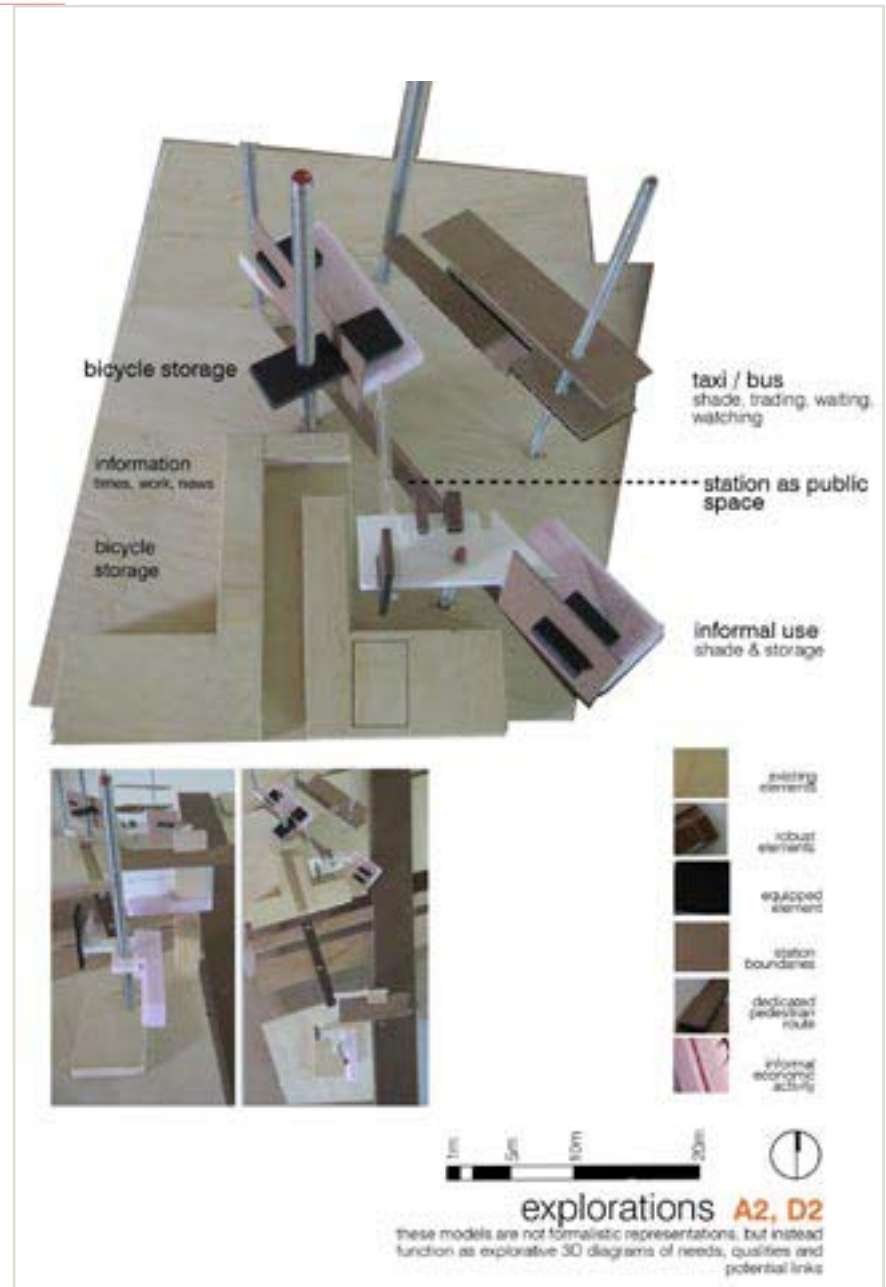 bicycle storage
information
times, work, news
bicycle
storage
taxi / bus
shade, trading, waiting,
watching
station as public
space
informal use
shade & storage
existing
elements
robust
elements
equipped
element
station
boundaries
dedicated
pedestrian
route
informal
economic
activity
1m 5m 10m 20m
explorations A2, D2
these models are not formalistic representations, but instead
function as explorative 3D diagrams of needs, qualities and
potential links